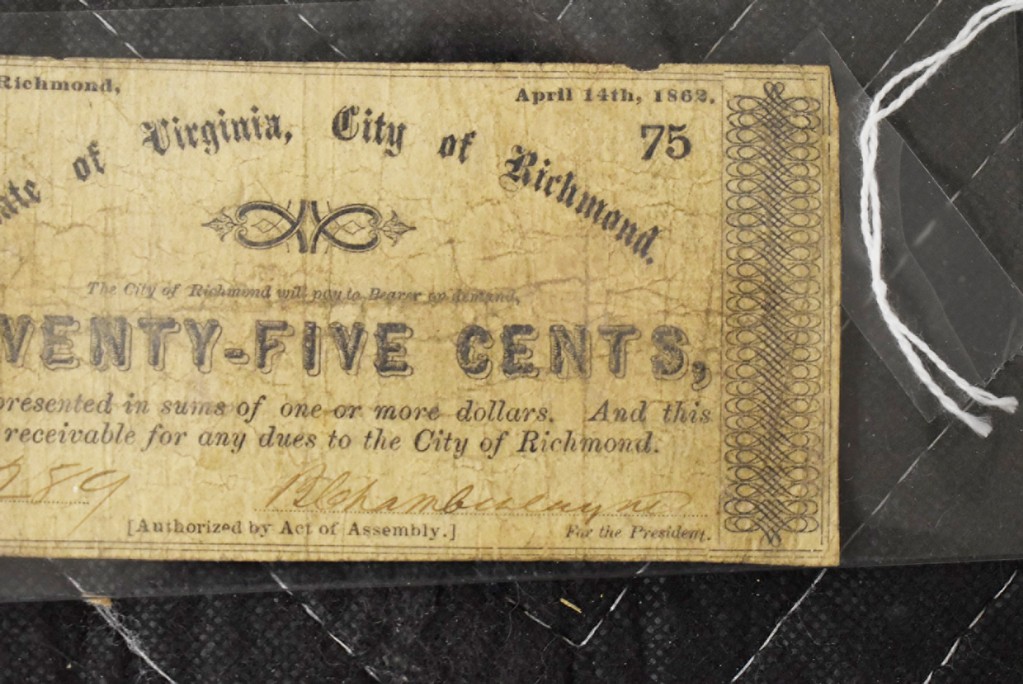 Richmond,
April 14th, 1862.
ate of Virginia, City of Richmond.
75
The City of Richmond will pay to Bearer on demand,
VENTY-FIVE CENTS,
presented in sums of one or more dollars. And this
receivable for any dues to the City of Richmond.
Chamberlayne
[Authorized by Act of Assembly.]
For the President.